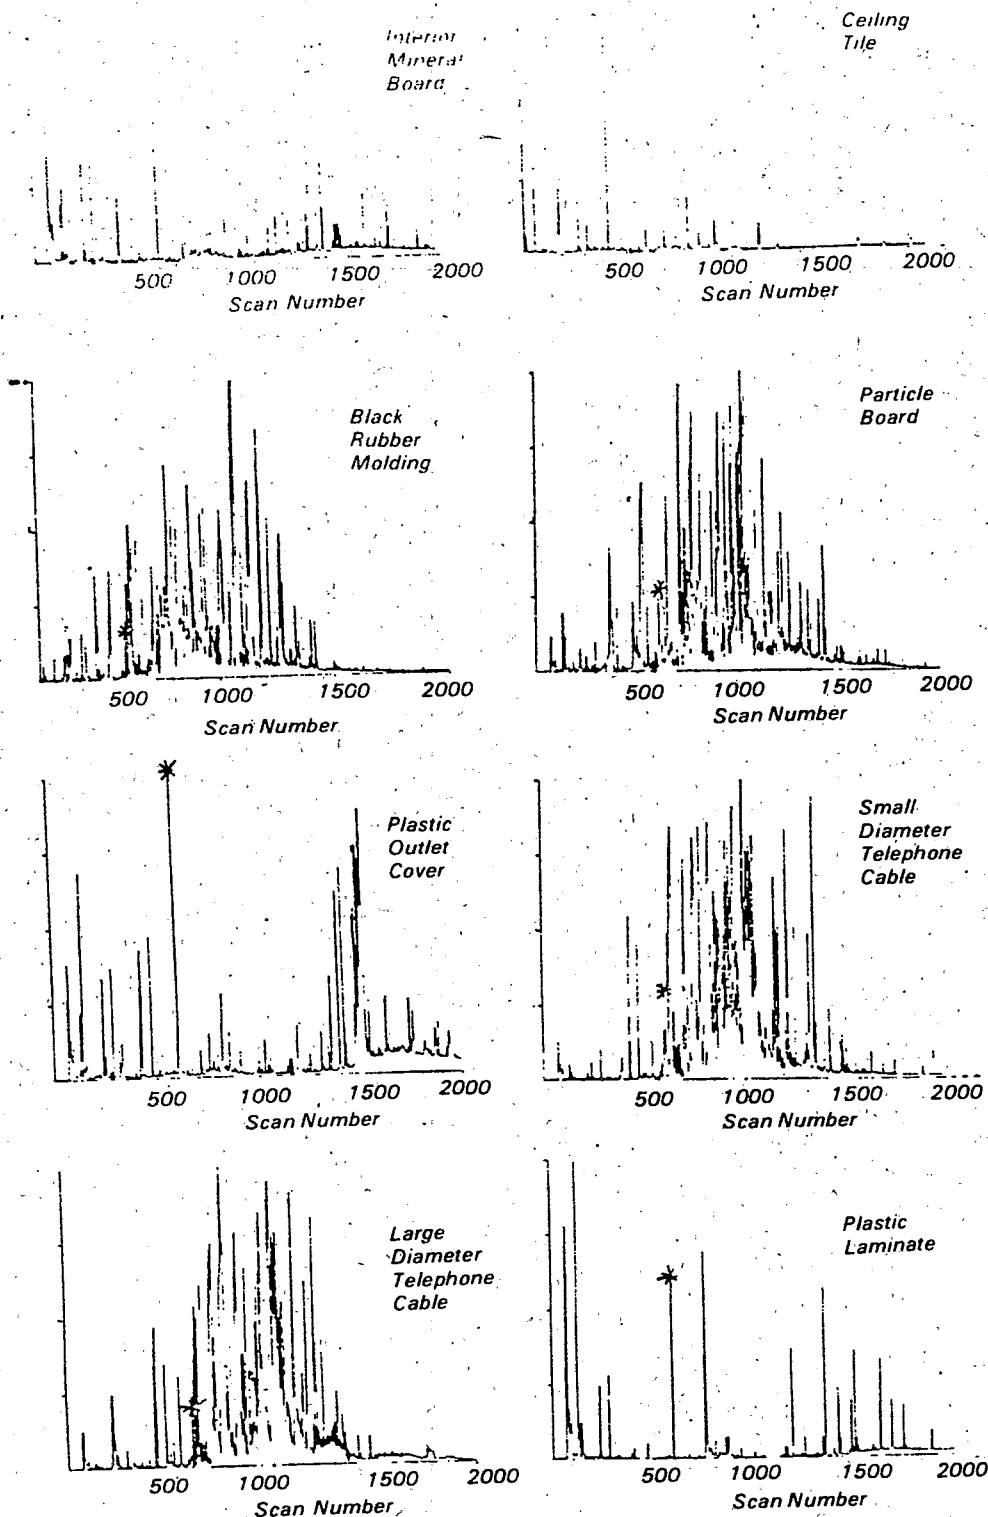 Interior
Mineral
Board
500 1000 1500 2000
Scan Number
Ceiling
Tile
500 1000 1500 2000
Scan Number
Black
Rubber
Molding
500 1000 1500 2000
Scan Number
Particle
Board
500 1000 1500 2000
Scan Number
Plastic
Outlet
Cover
500 1000 1500 2000
Scan Number
Small
Diameter
Telephone
Cable
500 1000 1500 2000
Scan Number
Large
Diameter
Telephone
Cable
500 1000 1500 2000
Scan Number
Plastic
Laminate
500 1000 1500 2000
Scan Number